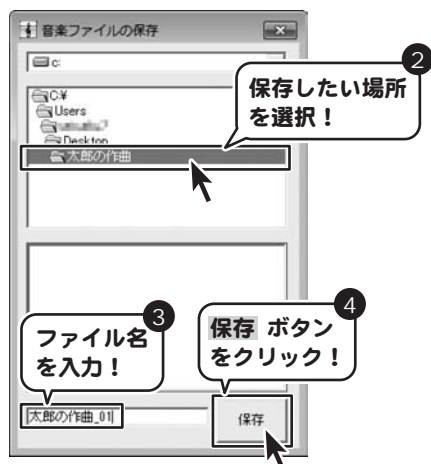 音楽ファイルの保存
c:
2
保存したい場所
を選択！
C:¥
Users
Desktop
太郎の作曲
3
ファイル名
を入力！
4
保存 ボタン
をクリック！
太郎の作曲_01
保存